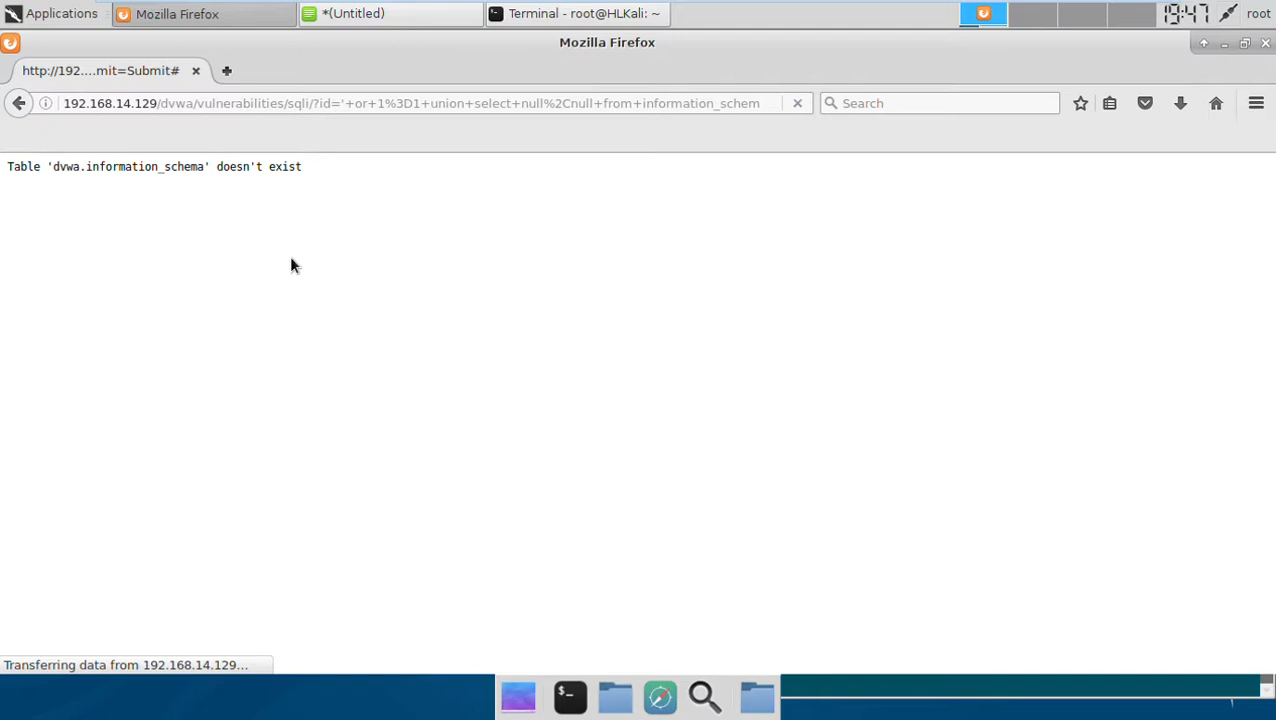 Applications
Mozilla Firefox
*(Untitled)
Terminal - root@HLKali: ~
19:47
root
Mozilla Firefox
http://192....mit=Submit#
192.168.14.129/dvwa/vulnerabilities/sqli/?id='+or+1%3D1+union+select+null%2Cnull+from+information_schem
Search
Table 'dvwa.information_schema' doesn't exist
Transferring data from 192.168.14.129...